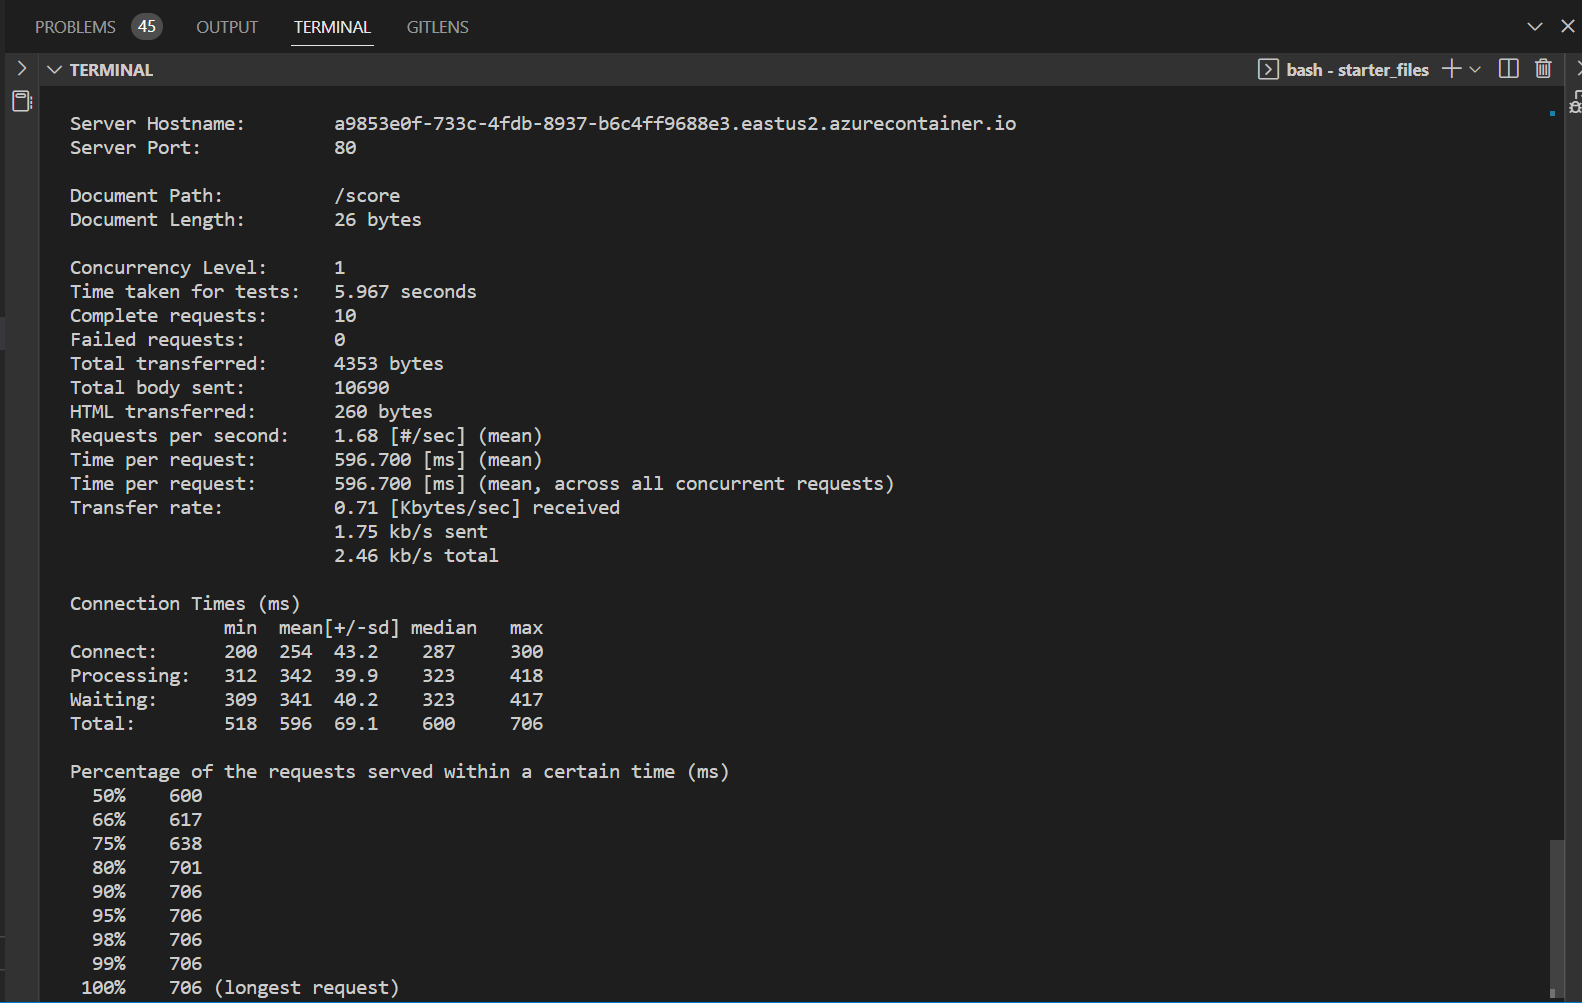 PROBLEMS 45 OUTPUT TERMINAL GITLENS
TERMINAL bash - starter_files
Server Hostname: a9853e0f-733c-4fdb-8937-b6c4ff9688e3.eastus2.azurecontainer.io
Server Port: 80
Document Path: /score
Document Length: 26 bytes
Concurrency Level: 1
Time taken for tests: 5.967 seconds
Complete requests: 10
Failed requests: 0
Total transferred: 4353 bytes
Total body sent: 10690
HTML transferred: 260 bytes
Requests per second: 1.68 [#/sec] (mean)
Time per request: 596.700 [ms] (mean)
Time per request: 596.700 [ms] (mean, across all concurrent requests)
Transfer rate: 0.71 [Kbytes/sec] received
1.75 kb/s sent
2.46 kb/s total
Connection Times (ms)
min mean[+/-sd] median max
Connect: 200 254 43.2 287 300
Processing: 312 342 39.9 323 418
Waiting: 309 341 40.2 323 417
Total: 518 596 69.1 600 706
Percentage of the requests served within a certain time (ms)
50% 600
66% 617
75% 638
80% 701
90% 706
95% 706
98% 706
99% 706
100% 706 (longest request)